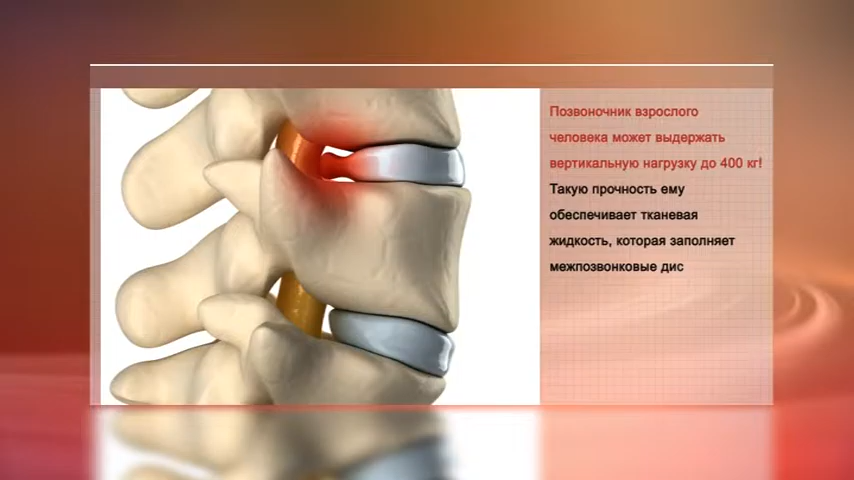 Позвоночник взрослого
человека может выдержать
вертикальную нагрузку до 400 кг!
Такую прочность ему
обеспечивает тканевая
жидкость, которая заполняет
межпозвонковые дис